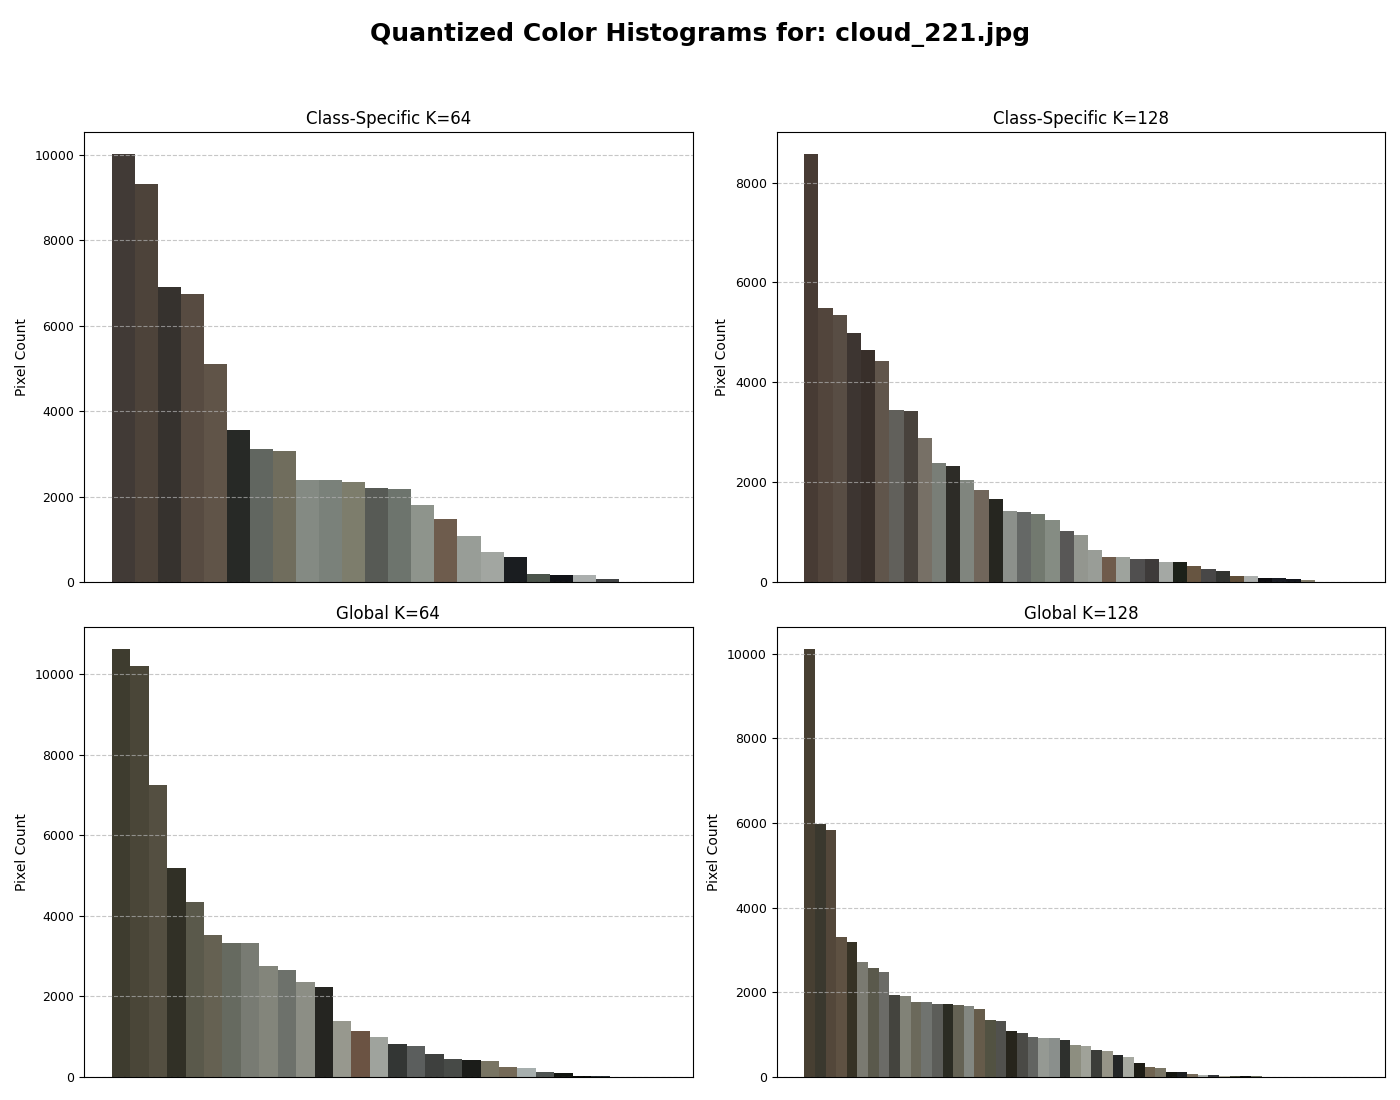 Quantized Color Histograms for: cloud_221.jpg
Class-Specific K=64
Pixel Count
10000
8000
6000
4000
2000
0
Class-Specific K=128
Pixel Count
8000
6000
4000
2000
0
Global K=64
Pixel Count
10000
8000
6000
4000
2000
0
Global K=128
Pixel Count
10000
8000
6000
4000
2000
0